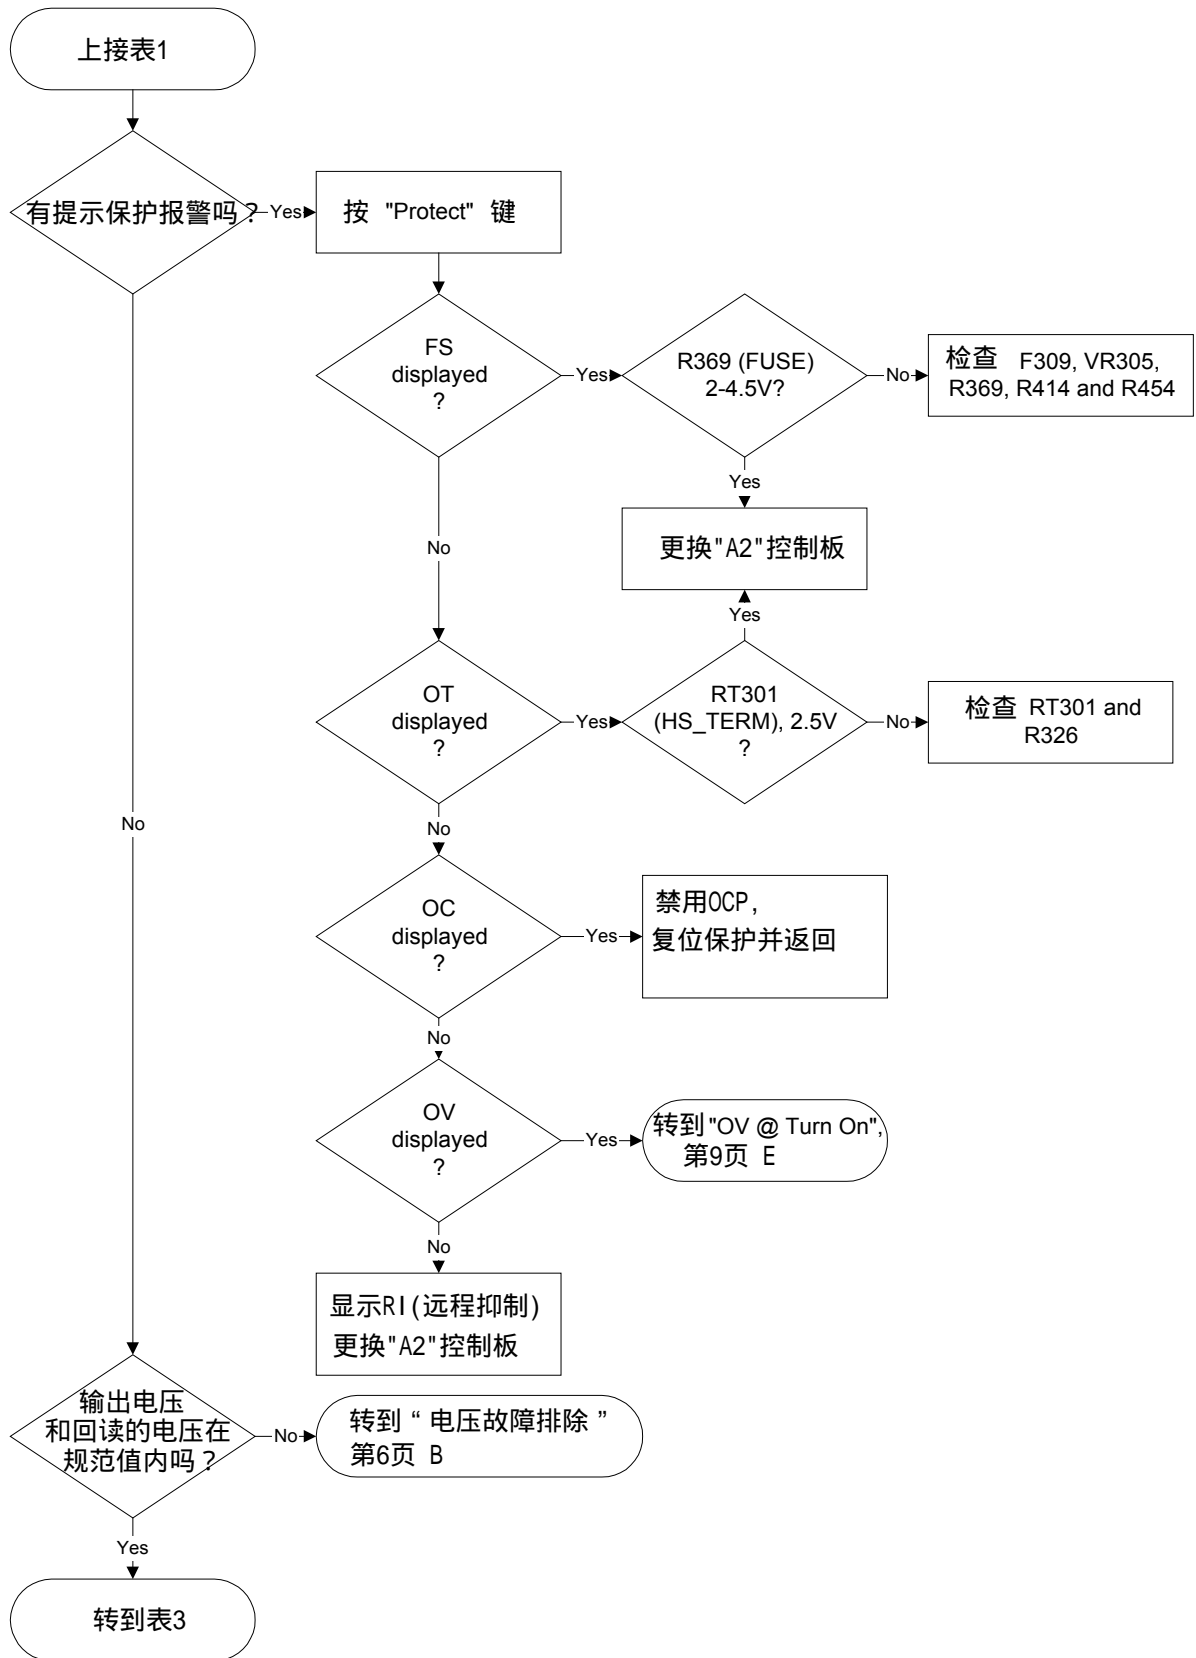 上接表1
有提示保护报警吗？
Yes
按 "Protect" 键
FS
displayed
?
Yes
R369 (FUSE)
2-4.5V?
No
检查 F309, VR305,
R369, R414 and R454
Yes
更换"A2"控制板
No
Yes
OT
displayed
?
Yes
RT301
(HS_TERM), 2.5V
?
No
检查 RT301 and
R326
No
No
OC
displayed
?
Yes
禁用OCP,
复位保护并返回
No
OV
displayed
?
Yes
转到"OV @ Turn On",
第9页 E
No
显示RI(远程抑制)
更换"A2"控制板
输出电压
和回读的电压在
规范值内吗？
No
转到“电压故障排除”
第6页 B
Yes
转到表3